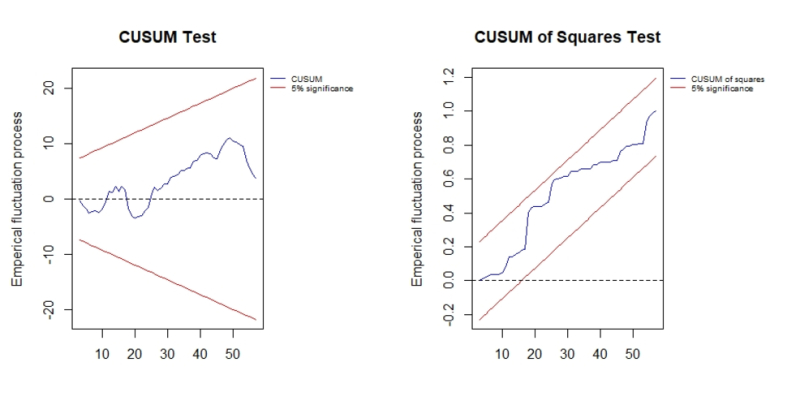 CUSUM Test
CUSUM
5% significance
Emperical fluctuation process
20
10
0
-10
-20
10 20 30 40 50
CUSUM of Squares Test
CUSUM of squares
5% significance
Emperical fluctuation process
1.2
1.0
0.8
0.6
0.4
0.2
0.0
-0.2
10 20 30 40 50